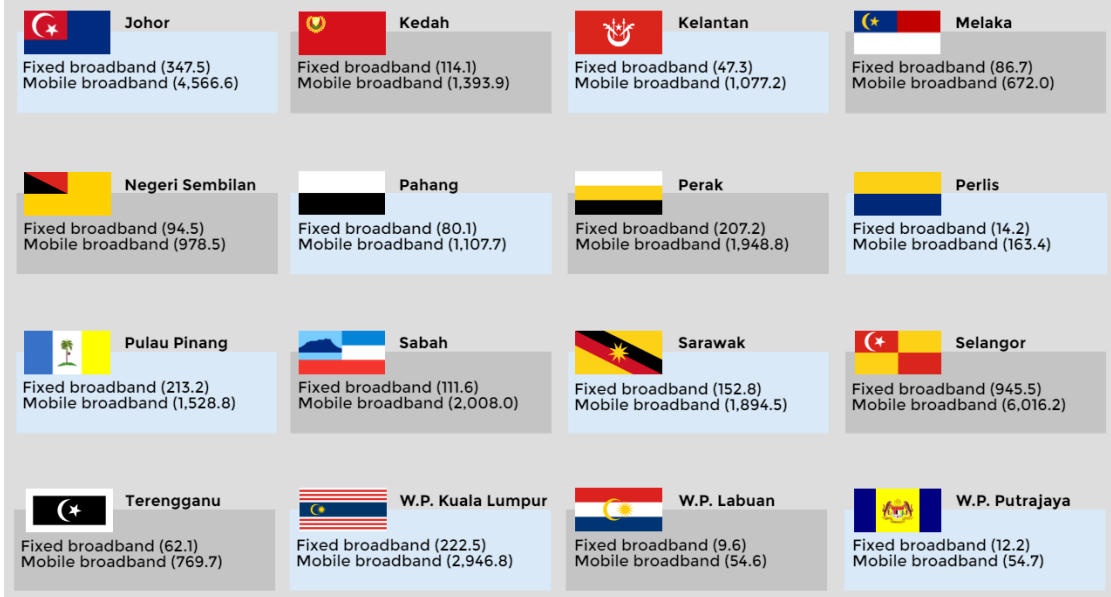 Johor
Fixed broadband (347.5)
Mobile broadband (4,566.6)
Kedah
Fixed broadband (114.1)
Mobile broadband (1,393.9)
Kelantan
Fixed broadband (47.3)
Mobile broadband (1,077.2)
Melaka
Fixed broadband (86.7)
Mobile broadband (672.0)
Negeri Sembilan
Fixed broadband (94.5)
Mobile broadband (978.5)
Pahang
Fixed broadband (80.1)
Mobile broadband (1,107.7)
Perak
Fixed broadband (207.2)
Mobile broadband (1,948.8)
Perlis
Fixed broadband (14.2)
Mobile broadband (163.4)
Pulau Pinang
Fixed broadband (213.2)
Mobile broadband (1,528.8)
Sabah
Fixed broadband (111.6)
Mobile broadband (2,008.0)
Sarawak
Fixed broadband (152.8)
Mobile broadband (1,894.5)
Selangor
Fixed broadband (945.5)
Mobile broadband (6,016.2)
Terengganu
Fixed broadband (62.1)
Mobile broadband (769.7)
W.P. Kuala Lumpur
Fixed broadband (222.5)
Mobile broadband (2,946.8)
W.P. Labuan
Fixed broadband (9.6)
Mobile broadband (54.6)
W.P. Putrajaya
Fixed broadband (12.2)
Mobile broadband (54.7)